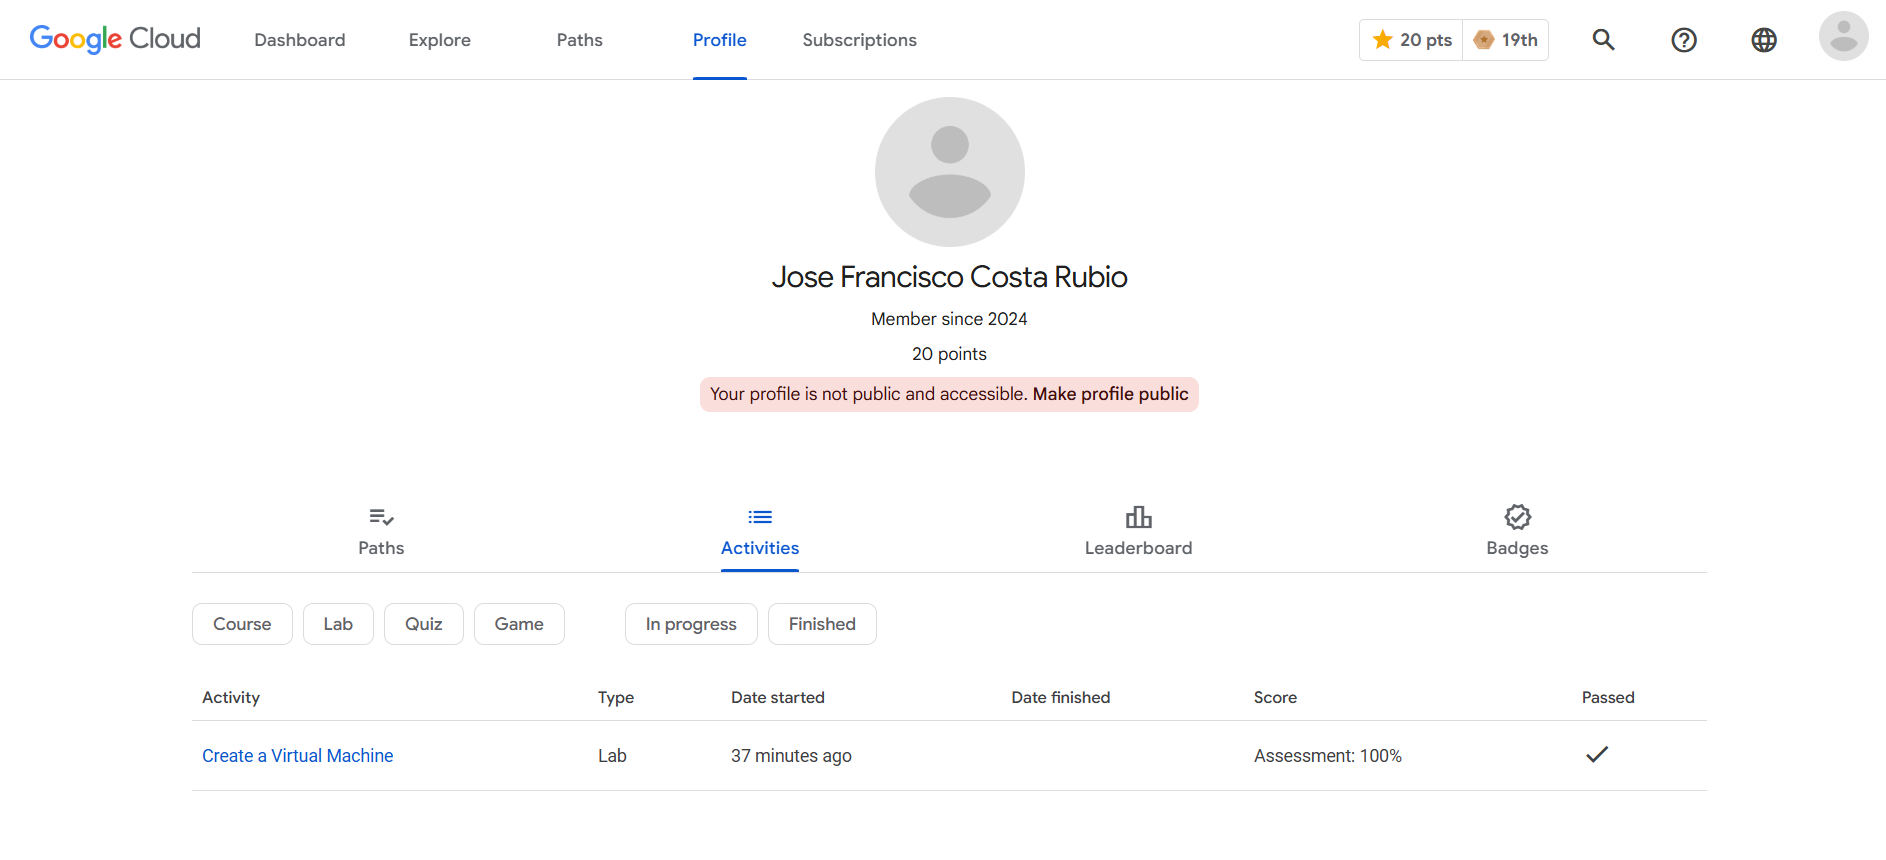 Google Cloud Dashboard Explore Paths Profile Subscriptions 20 pts 19th
Jose Francisco Costa Rubio
Member since 2024
20 points
Your profile is not public and accessible. Make profile public
Paths Activities Leaderboard Badges
Course Lab Quiz Game In progress Finished
Activity Type Date started Date finished Score Passed
Create a Virtual Machine Lab 37 minutes ago Assessment: 100%